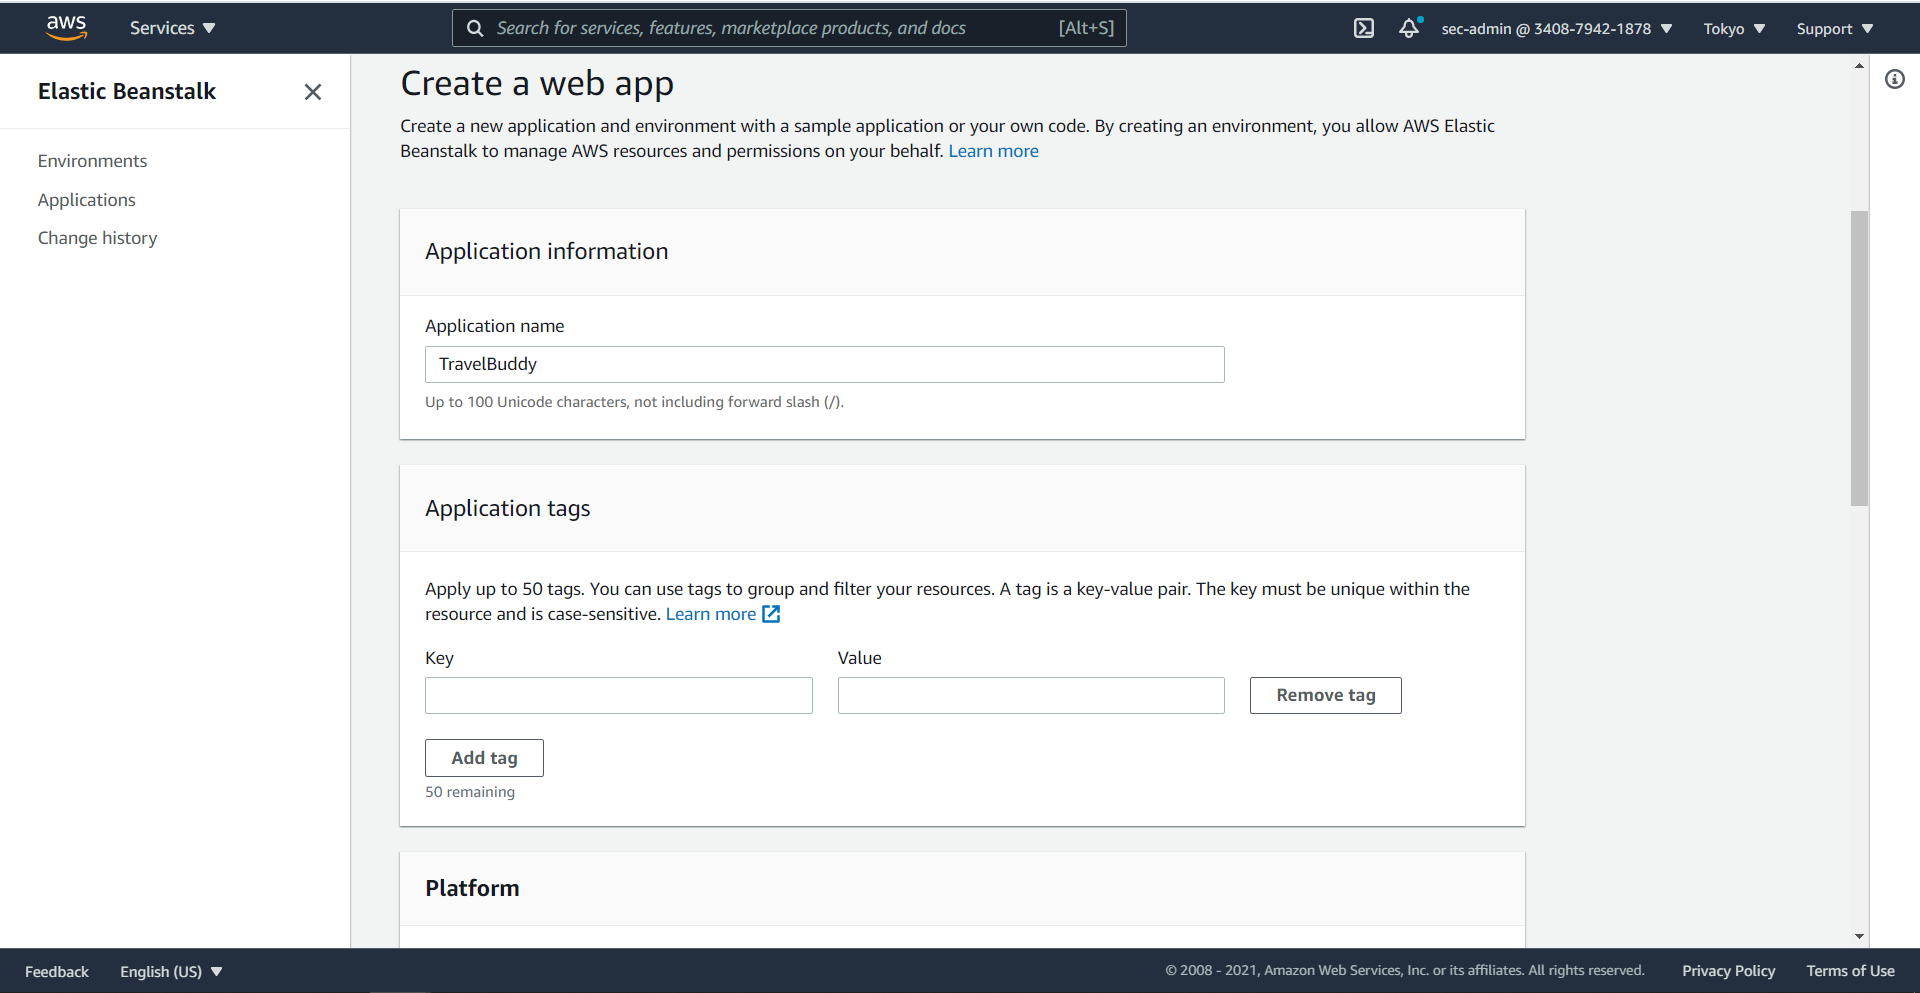 aws
Services
Search for services, features, marketplace products, and docs [Alt+S]
sec-admin @ 3408-7942-1878
Tokyo
Support
Elastic Beanstalk
Environments
Applications
Change history
Create a web app
Create a new application and environment with a sample application or your own code. By creating an environment, you allow AWS Elastic
Beanstalk to manage AWS resources and permissions on your behalf. Learn more
Application information
Application name
TravelBuddy
Up to 100 Unicode characters, not including forward slash (/).
Application tags
Apply up to 50 tags. You can use tags to group and filter your resources. A tag is a key-value pair. The key must be unique within the
resource and is case-sensitive. Learn more
Key Value
Remove tag
Add tag
50 remaining
Platform
Feedback
English (US)
© 2008 - 2021, Amazon Web Services, Inc. or its affiliates. All rights reserved.
Privacy Policy
Terms of Use